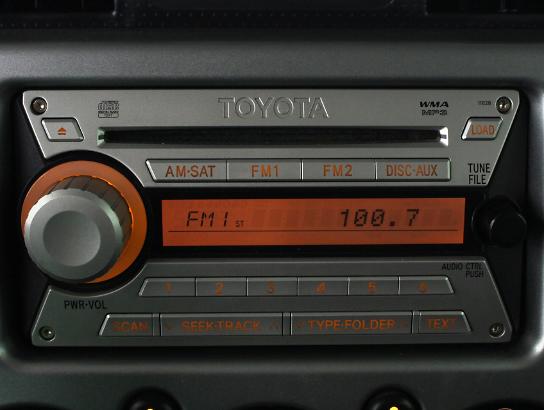 TOYOTA
WMA
MP3
LOAD
AM·SAT FM1 FM2 DISC·AUX
TUNE
FILE
FM1 ST 100.7
AUDIO CTRL
PUSH
1 2 3 4 5 6
PWR·VOL
SCAN SEEK·TRACK TYPE·FOLDER TEXT